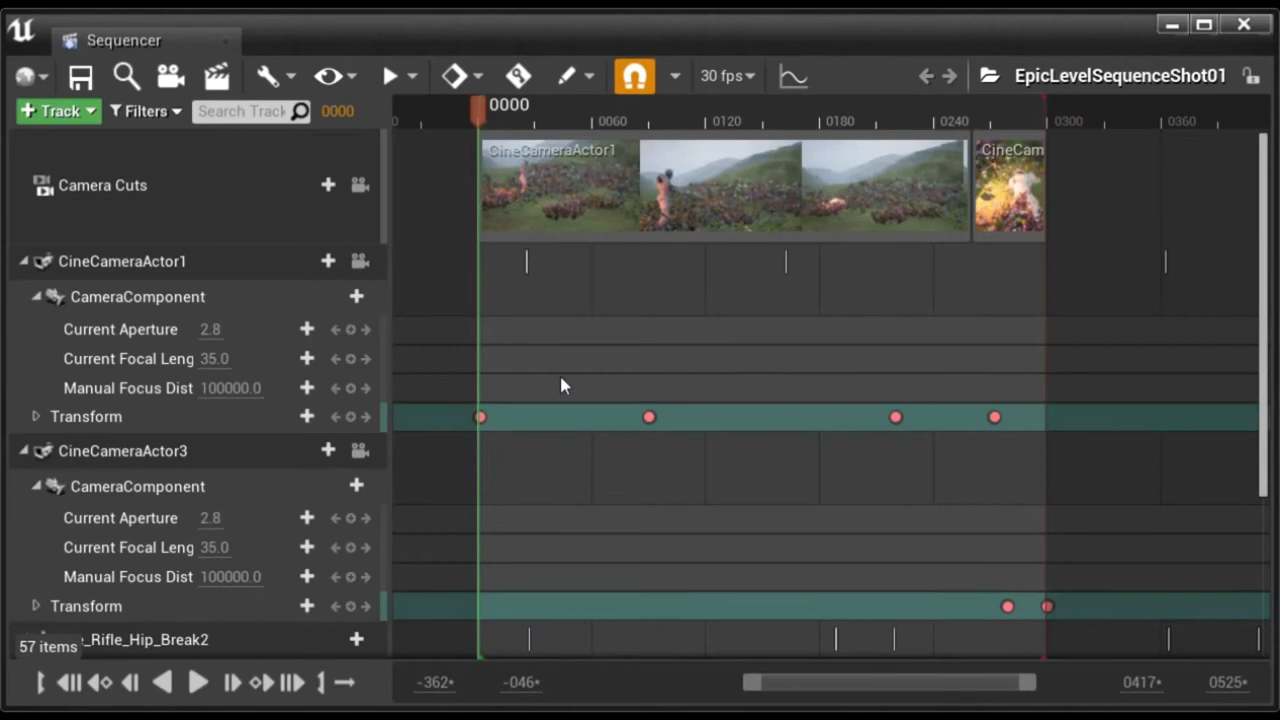 Sequencer
30 fps
EpicLevelSequenceShot01
Track
Filters
Search Track
0000
0000
0
0060
0120
0180
0240
0300
0360
Camera Cuts
CineCameraActor1
CineCam
CineCameraActor1
CameraComponent
Current Aperture 2.8
Current Focal Leng 35.0
Manual Focus Dist 100000.0
Transform
CineCameraActor3
CameraComponent
Current Aperture 2.8
Current Focal Leng 35.0
Manual Focus Dist 100000.0
Transform
_Rifle_Hip_Break2
57 items
-362*
-046*
0417*
0525*